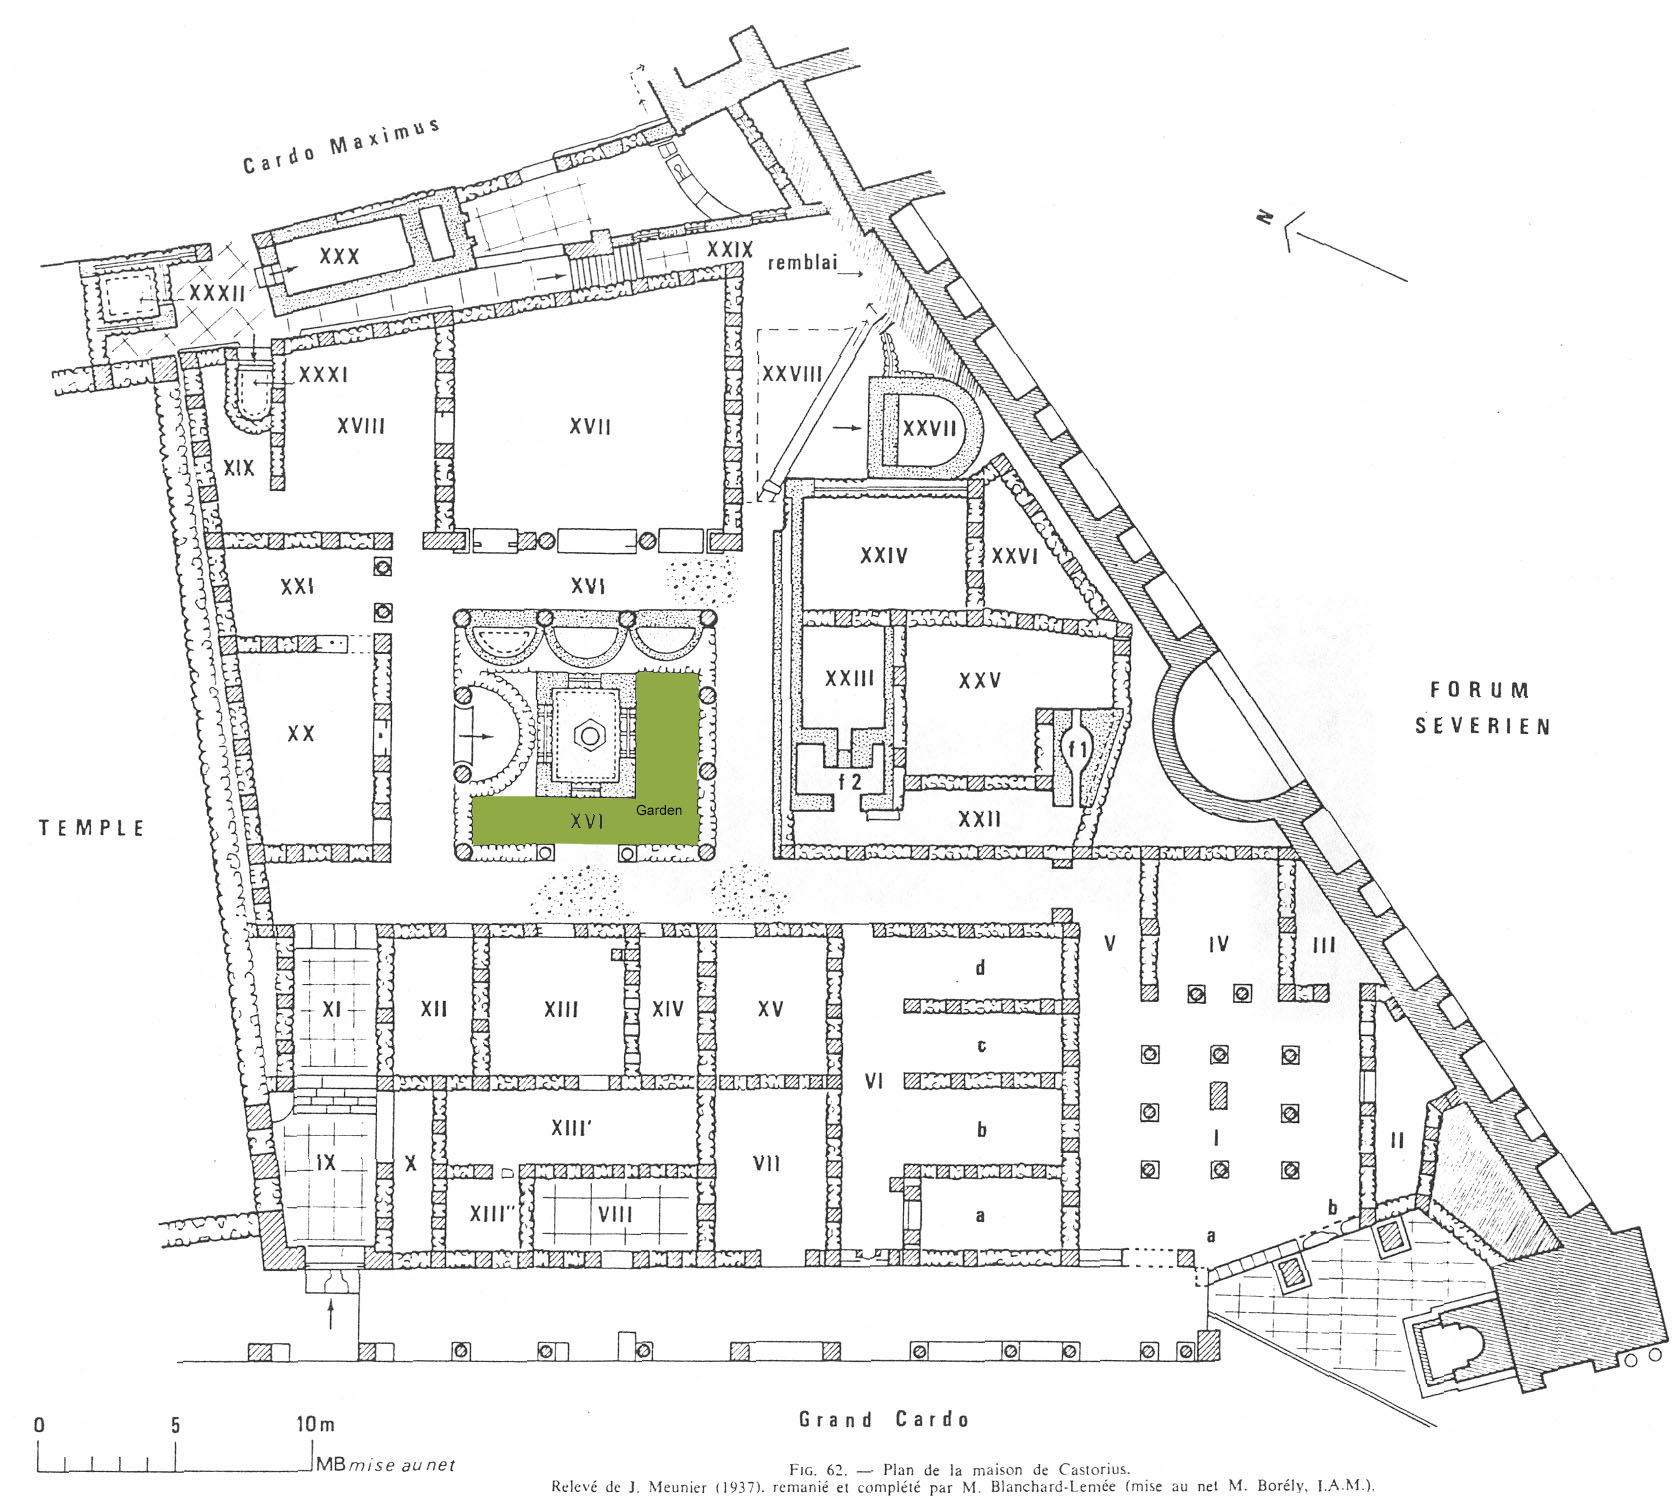 Cardo Maximus
N
XXX
XXIX
remblai
XXXII
XXXI
XXVIII
XVIII
XVII
XXVII
XIX
XXIV
XXVI
XXI
XVI
XXIII
XXV
FORUM
SEVERIEN
XX
f1
f2
Garden
XVI
XXII
TEMPLE
d
V
IV
III
XI
XII
XIII
XIV
XV
c
VI
b
XIII'
I
II
IX
X
VII
XIII"
VIII
a
b
a
Grand Cardo
0 5 10m
MB mise au net
FIG. 62. — Plan de la maison de Castorius.
Relevé de J. Meunier (1937). remanié et complété par M. Blanchard-Lemée (mise au net M. Borély, I.A.M.).